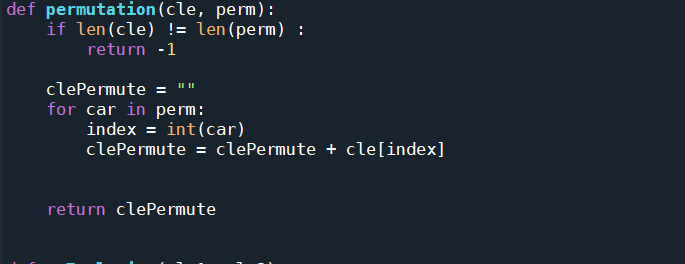 def permutation(cle, perm):
    if len(cle) != len(perm) :
        return -1
    clePermute = ""
    for car in perm:
        index = int(car)
        clePermute = clePermute + cle[index]
    return clePermute